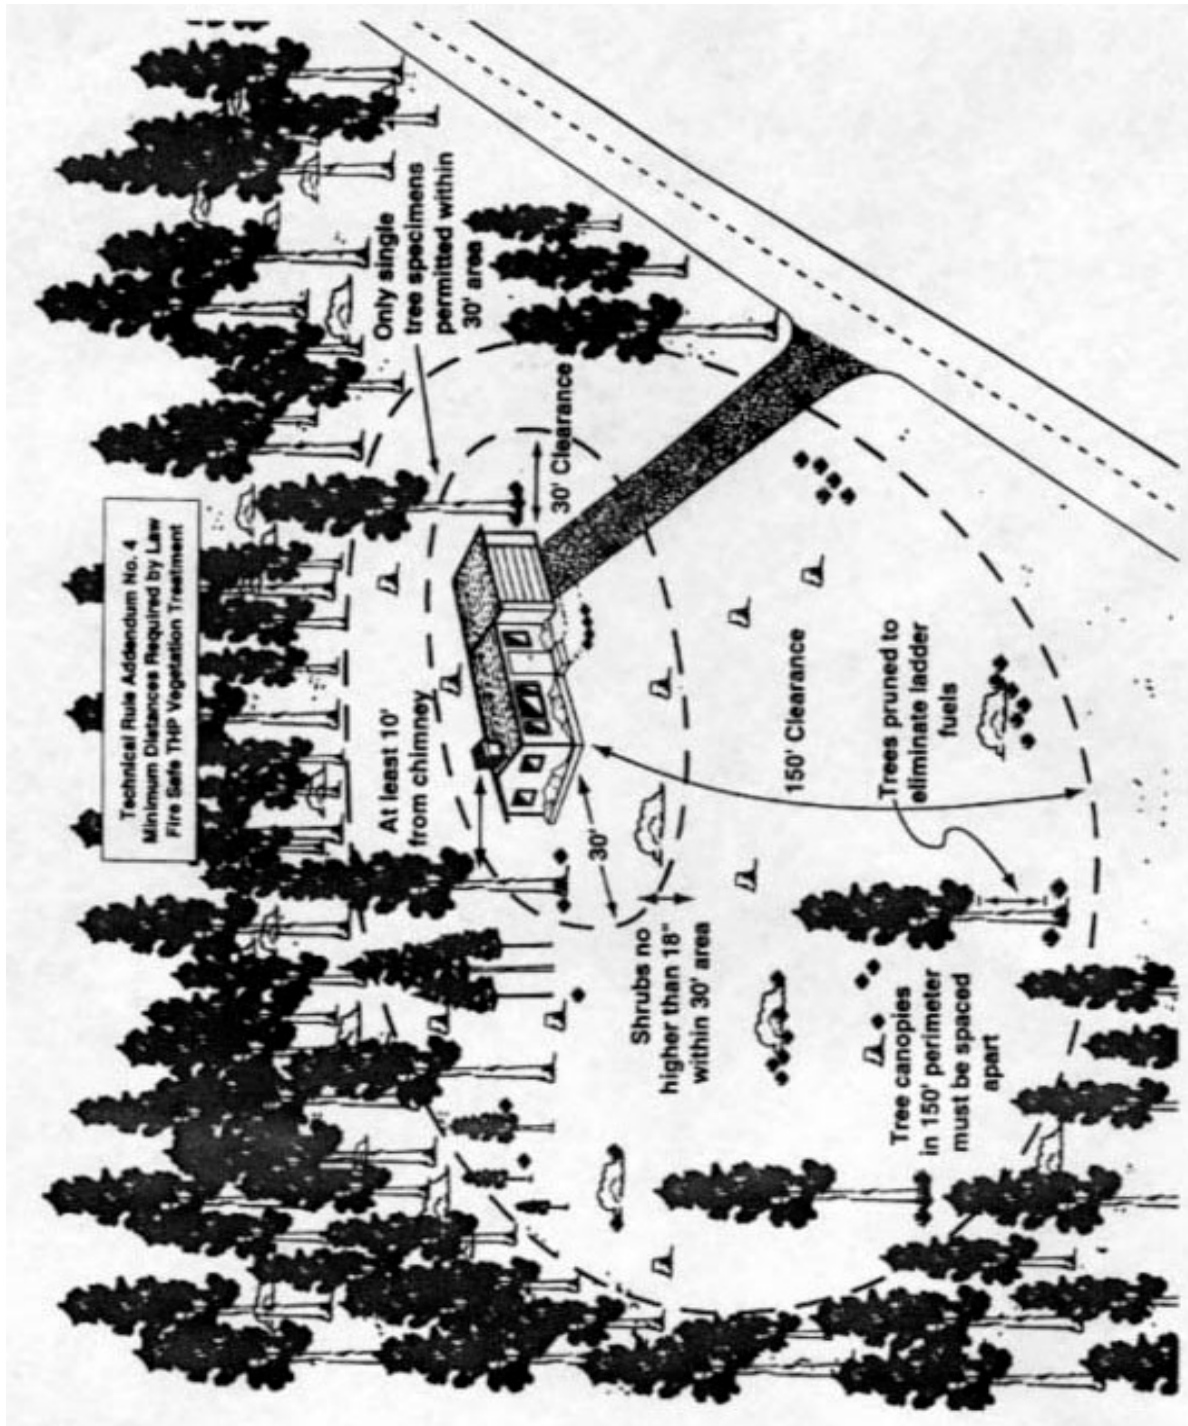 Technical Rule Addendum No. 4
Minimum Distances Required by Law
Fire Safe THP Vegetation Treatment
Only single
tree specimens
permitted within
30' area
At least 10'
from chimney
30' Clearance
30'
Shrubs no
higher than 18"
within 30' area
150' Clearance
Trees pruned to
eliminate ladder
fuels
Tree canopies
in 150' perimeter
must be spaced
apart